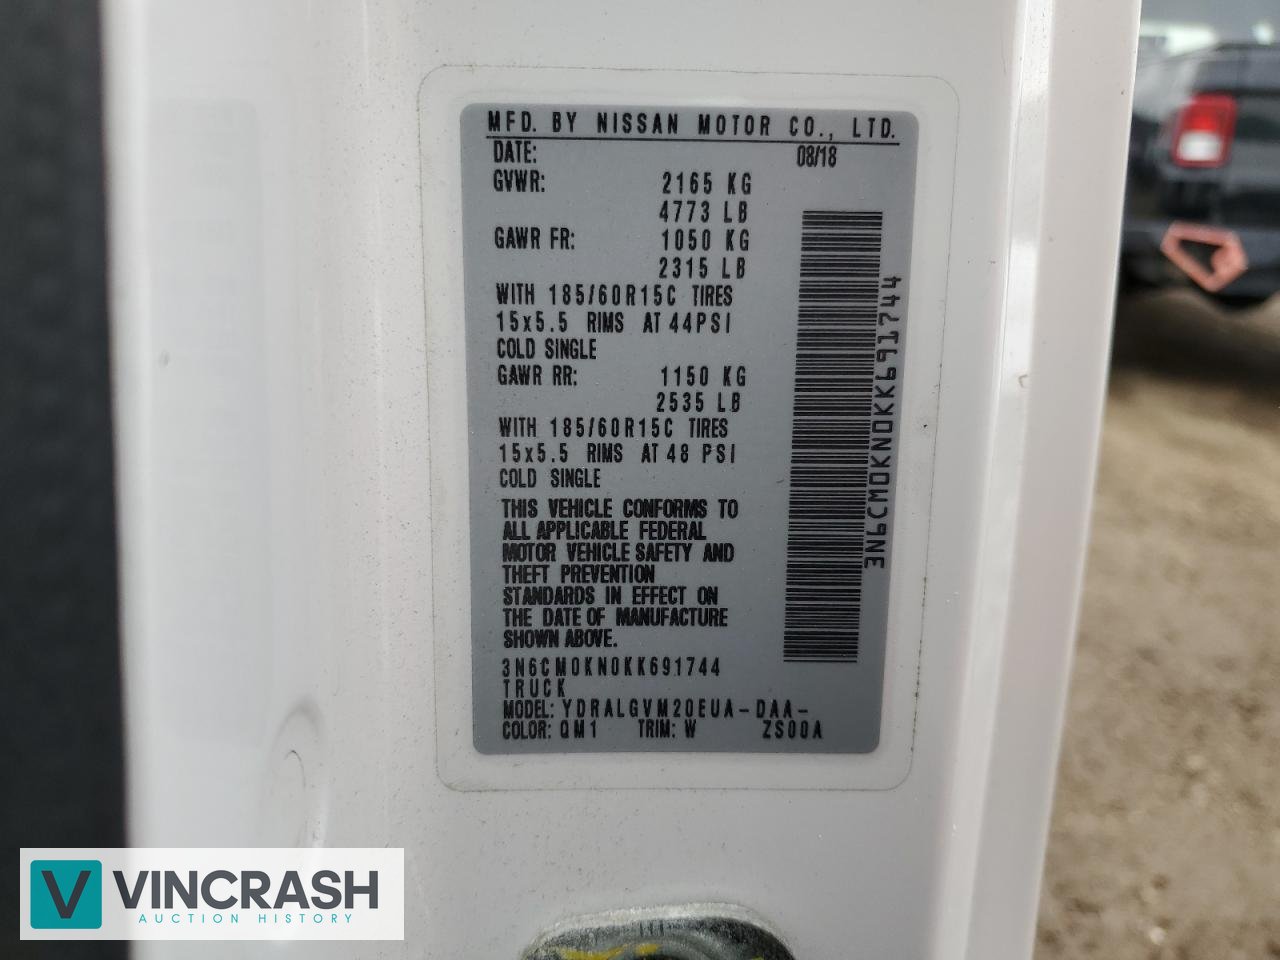 MFD. BY NISSAN MOTOR CO., LTD.
DATE: 08/18
GVWR: 2165 KG
4773 LB
GAWR FR: 1050 KG
2315 LB
WITH 185/60R15C TIRES
15x5.5 RIMS AT 44PSI
COLD SINGLE
GAWR RR: 1150 KG
2535 LB
WITH 185/60R15C TIRES
15x5.5 RIMS AT 48 PSI
COLD SINGLE
THIS VEHICLE CONFORMS TO
ALL APPLICABLE FEDERAL
MOTOR VEHICLE SAFETY AND
THEFT PREVENTION
STANDARDS IN EFFECT ON
THE DATE OF MANUFACTURE
SHOWN ABOVE.
3N6CM0KN0KK691744
TRUCK
MODEL: YDRALGVM20EUA-DAA-
COLOR: QM1 TRIM: W ZS00A
3N6CM0KN0KK691744
V VINCRASH
AUCTION HISTORY